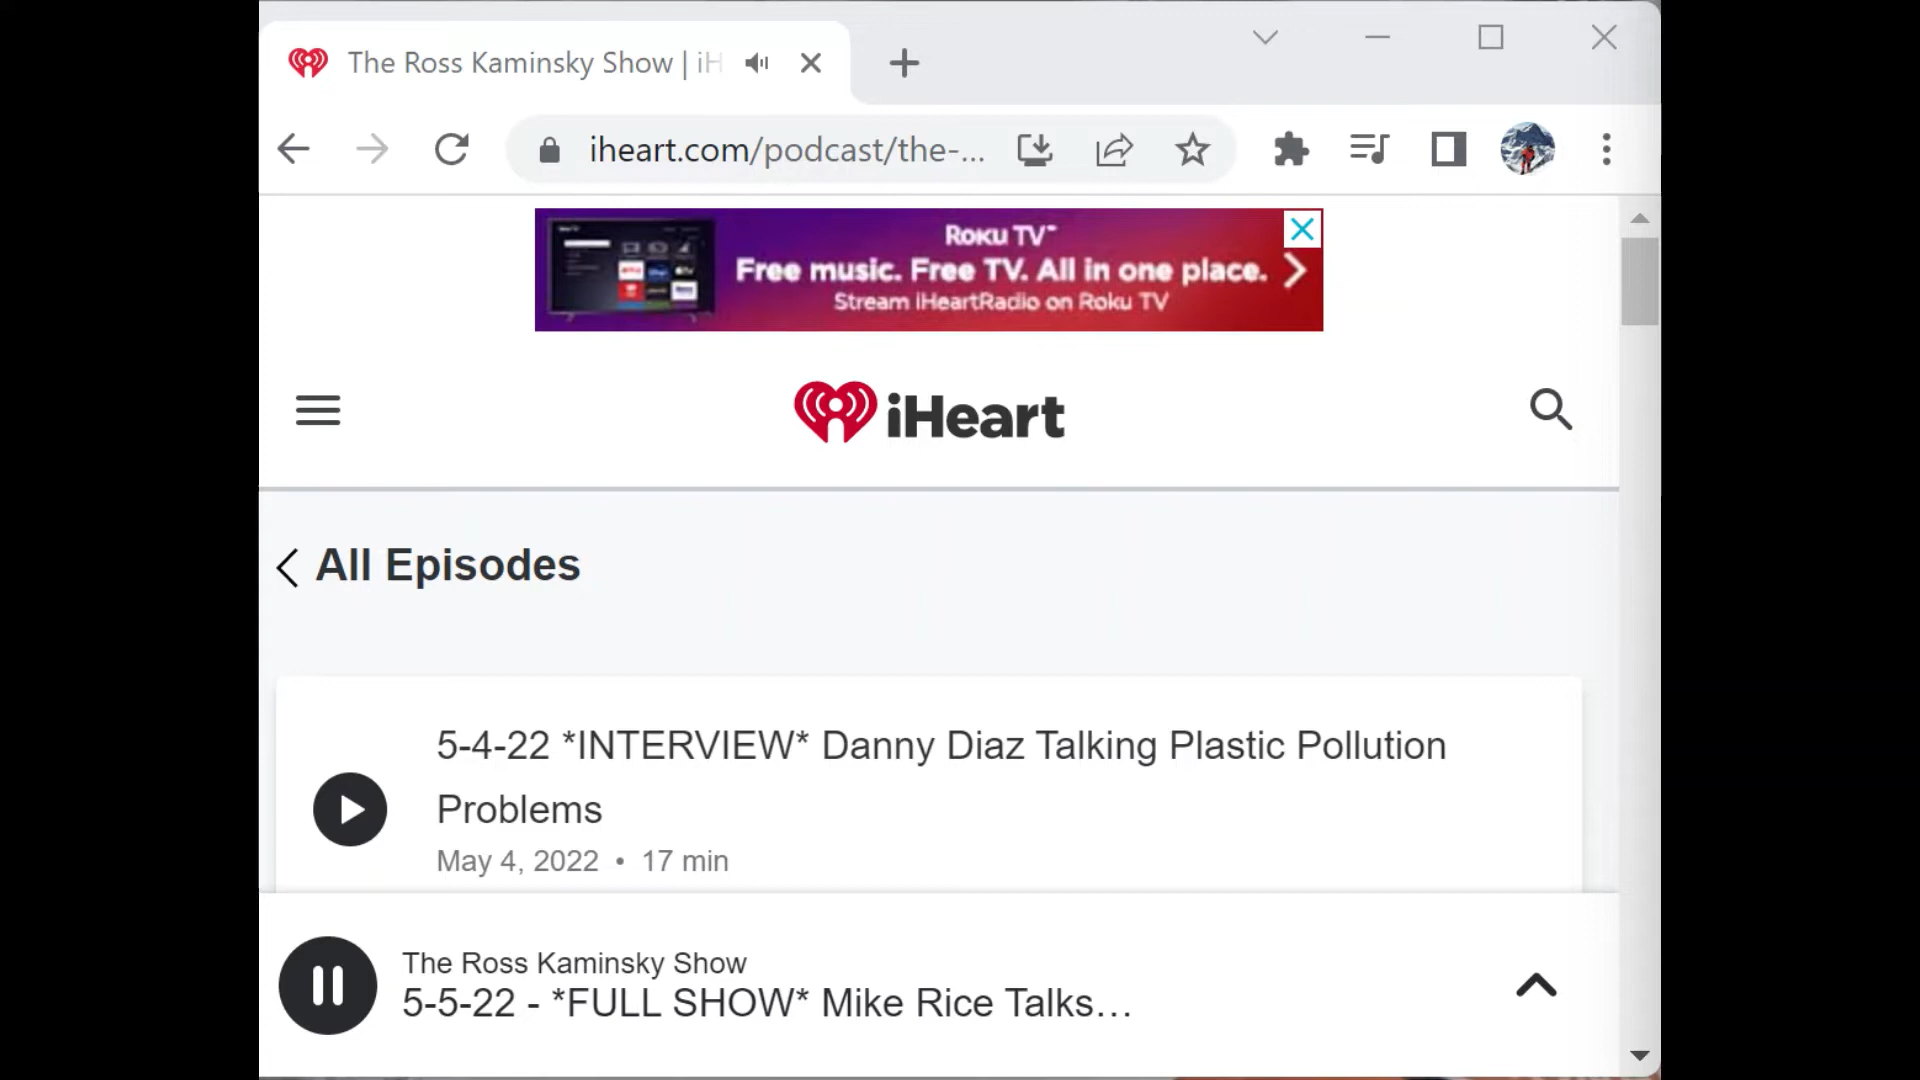 The Ross Kaminsky Show | iH
iheart.com/podcast/the-...
Roku TV™
Free music. Free TV. All in one place.
Stream iHeartRadio on Roku TV
iHeart
All Episodes
5-4-22 *INTERVIEW* Danny Diaz Talking Plastic Pollution
Problems
May 4, 2022 • 17 min
The Ross Kaminsky Show
5-5-22 - *FULL SHOW* Mike Rice Talks…